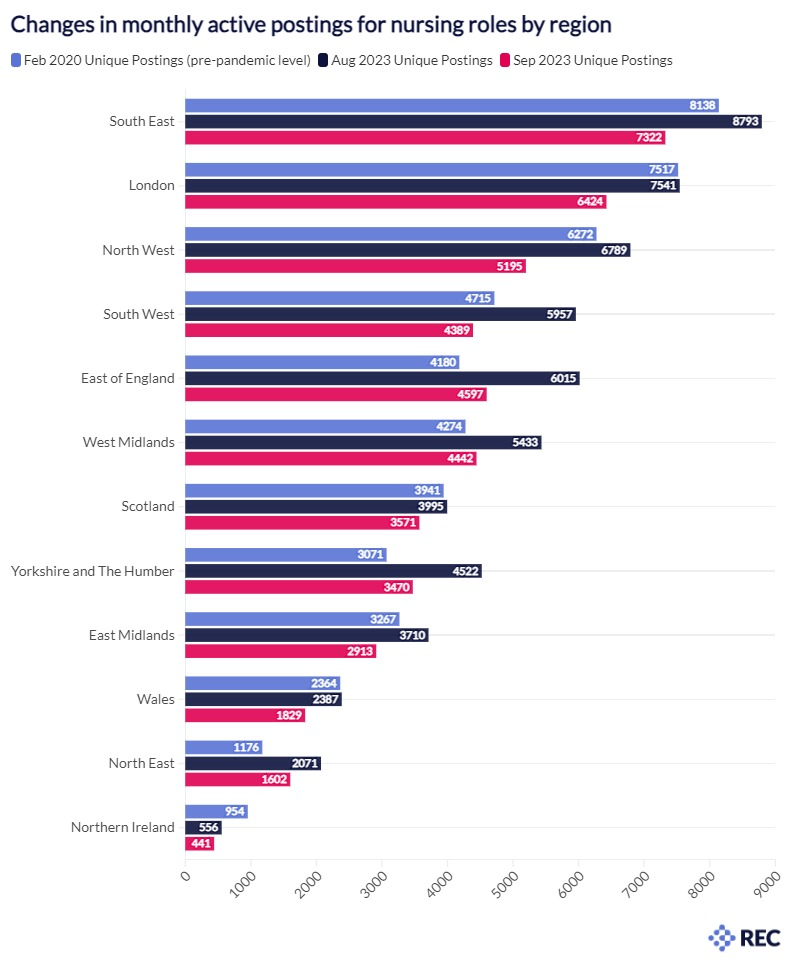 Changes in monthly active postings for nursing roles by region
Feb 2020 Unique Postings (pre-pandemic level) Aug 2023 Unique Postings Sep 2023 Unique Postings
8138
South East 8793
7322
7517
London 7541
6424
6272
North West 6789
5195
4715
South West 5957
4389
4180
East of England 6015
4597
4274
West Midlands 5433
4442
3941
Scotland 3995
3571
3071
Yorkshire and The Humber 4522
3470
3267
East Midlands 3710
2913
2364
Wales 2387
1829
1176
North East 2071
1602
954
Northern Ireland 556
441
0 1000 2000 3000 4000 5000 6000 7000 8000 9000
REC